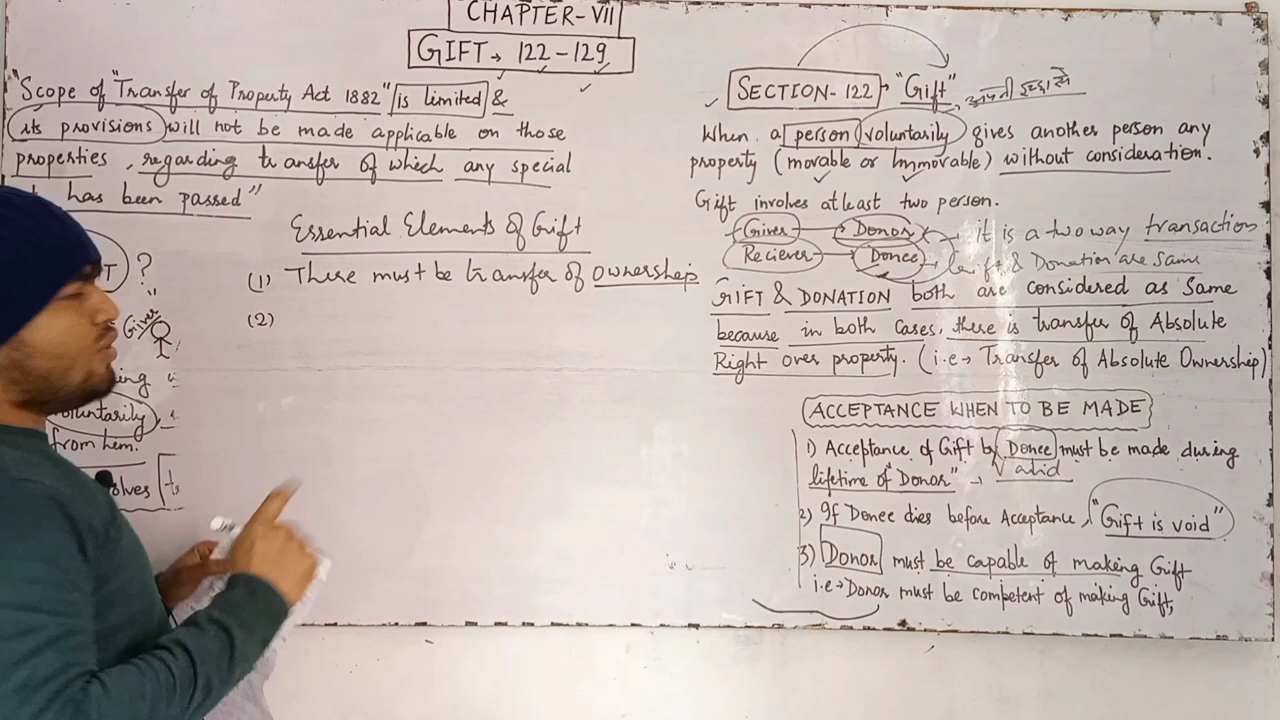 CHAPTER-VII
GIFT → 122-129
"Scope of "Transfer of Property Act 1882" is limited &
its provisions will not be made applicable on those
properties, regarding transfer of which any special
has been passed"
Essential Elements of Grift
(1) There must be transfer of ownership
(2)
?
Giver
voluntarily,
from hem.
SECTION-122 → "Gift"
When a person voluntarily gives another person any
property (movable or Immovable) without consideration.
Gift involves atleast two person.
Giver → Donor → it is a two way transaction
Reciever → Donee → Gift & Donation are same
GIFT & DONATION both are considered as same
because in both cases, there is transfer of Absolute
Right over property. (i.e → Transfer of Absolute Ownership)
ACCEPTANCE WHEN TO BE MADE
1) Acceptance of Gift by Donee must be made during
lifetime of "Donor" → Valid
2) If Donee dies before Acceptance, "Gift is void"
3) Donor must be capable of making Gift
i.e → Donor must be competent of making Gift,